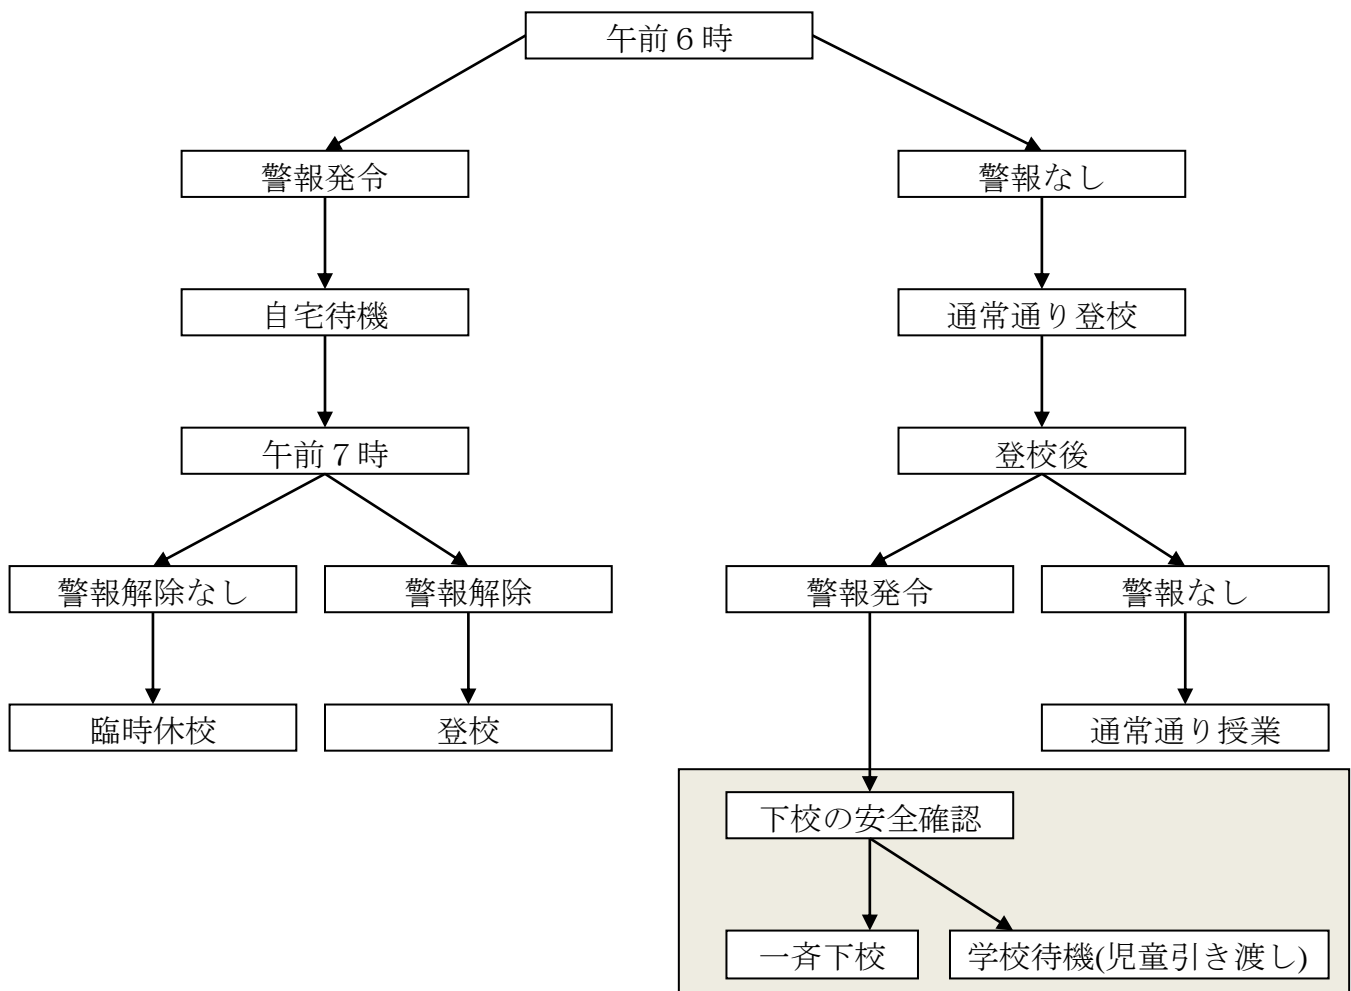 午前６時
警報発令
警報なし
自宅待機
通常通り登校
午前７時
登校後
警報解除なし
警報解除
警報発令
警報なし
臨時休校
登校
通常通り授業
下校の安全確認
一斉下校
学校待機(児童引き渡し)